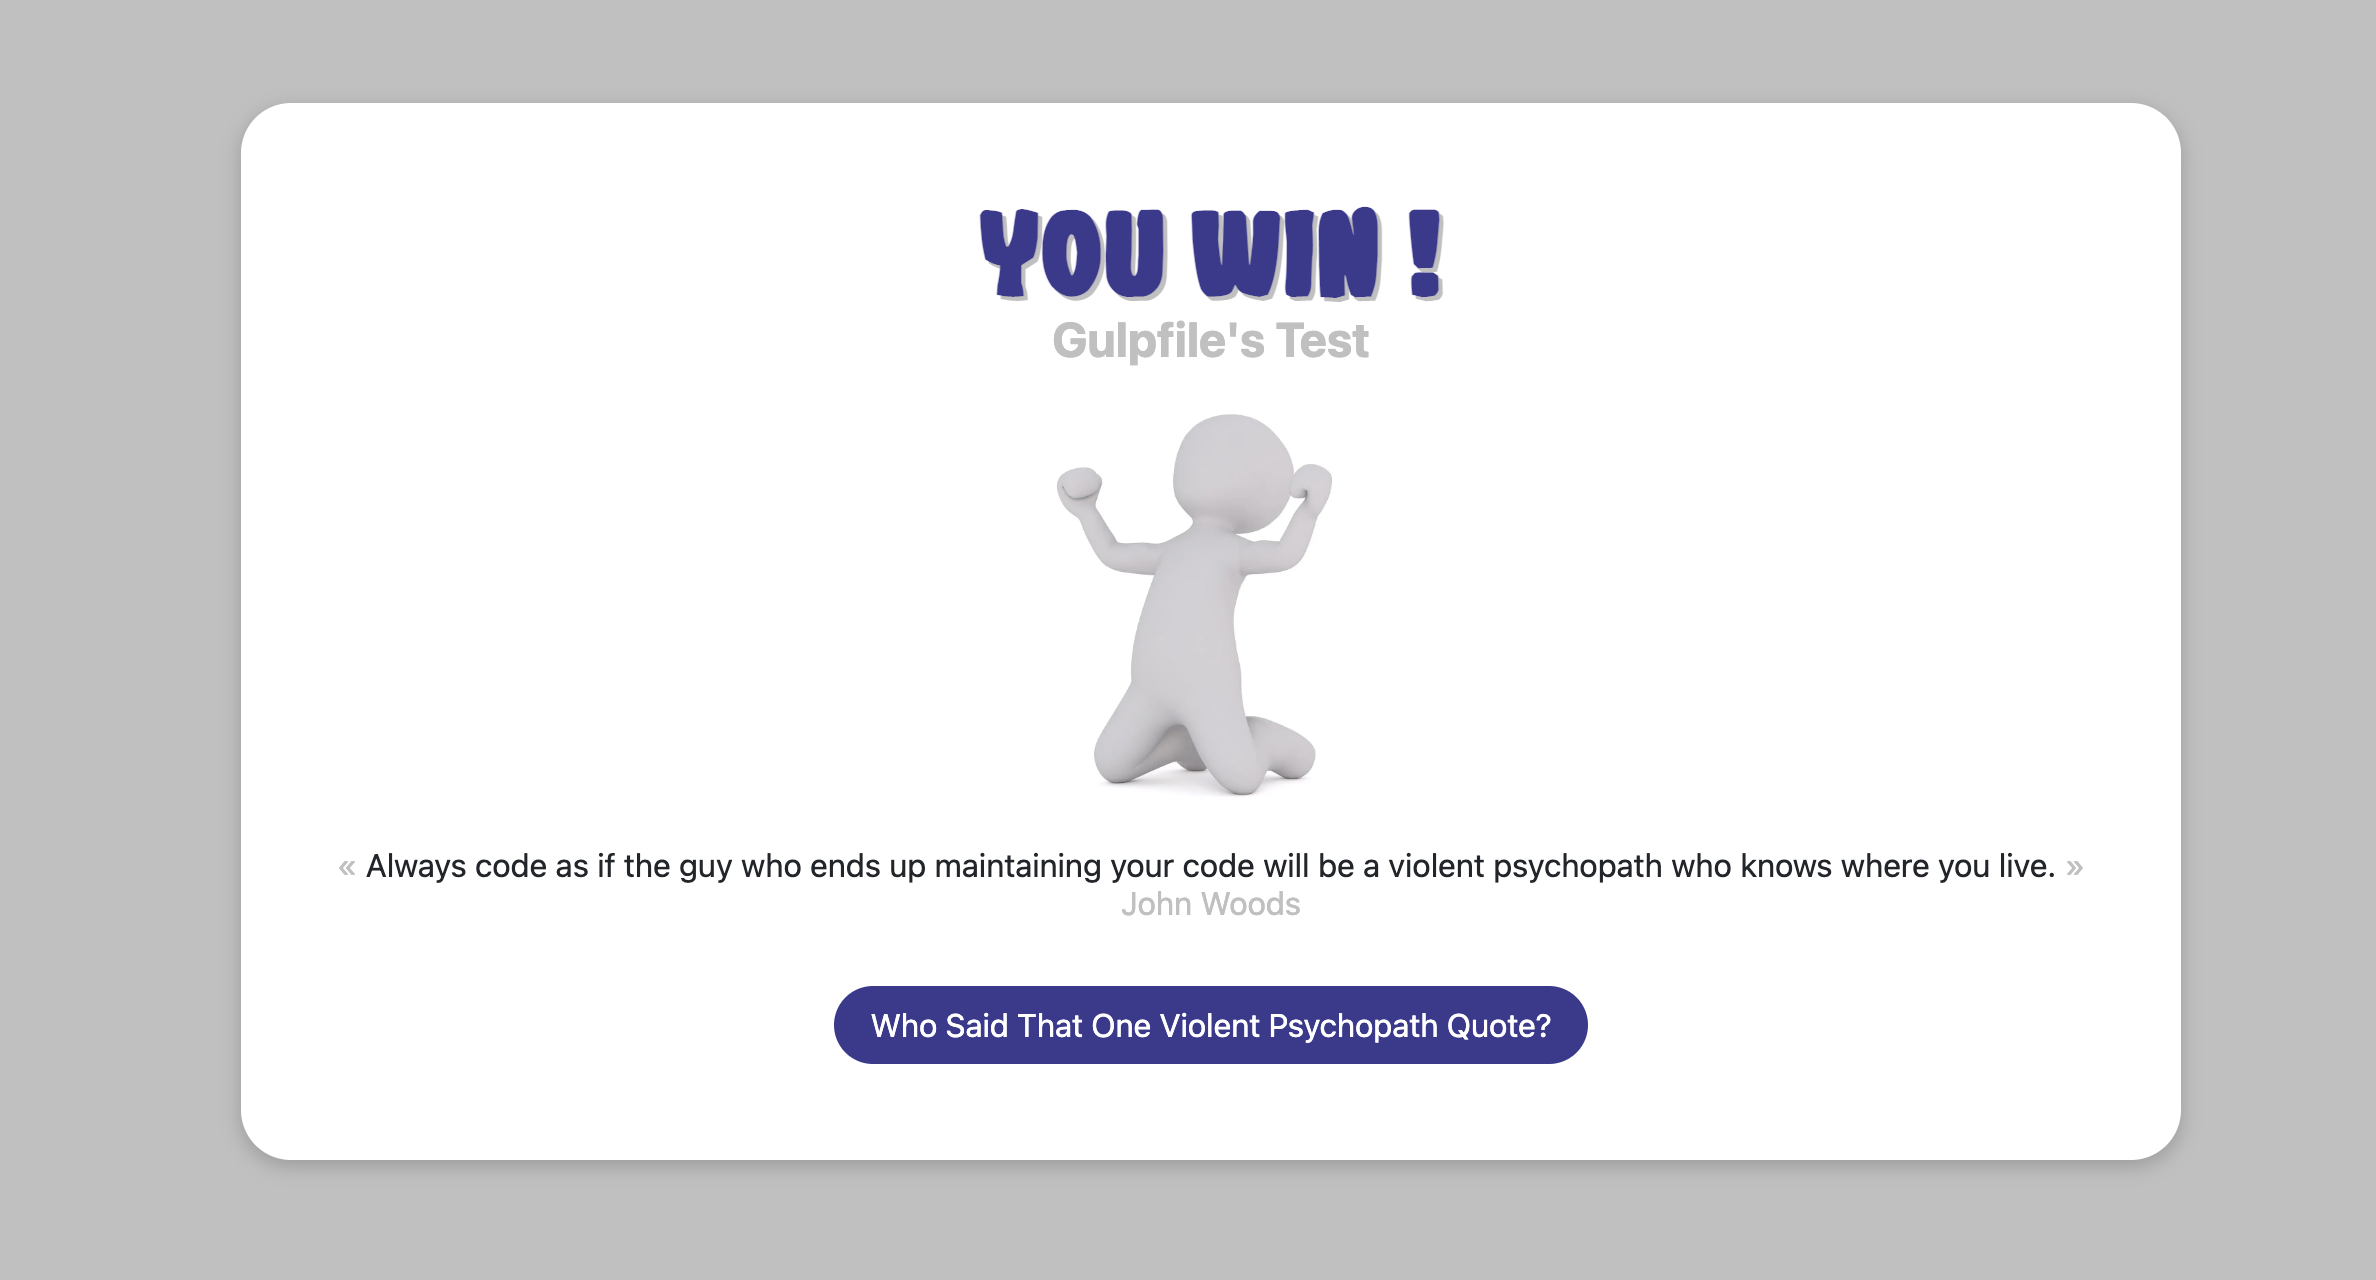 YOU WIN !
Gulpfile's Test
« Always code as if the guy who ends up maintaining your code will be a violent psychopath who knows where you live. »
John Woods
Who Said That One Violent Psychopath Quote?